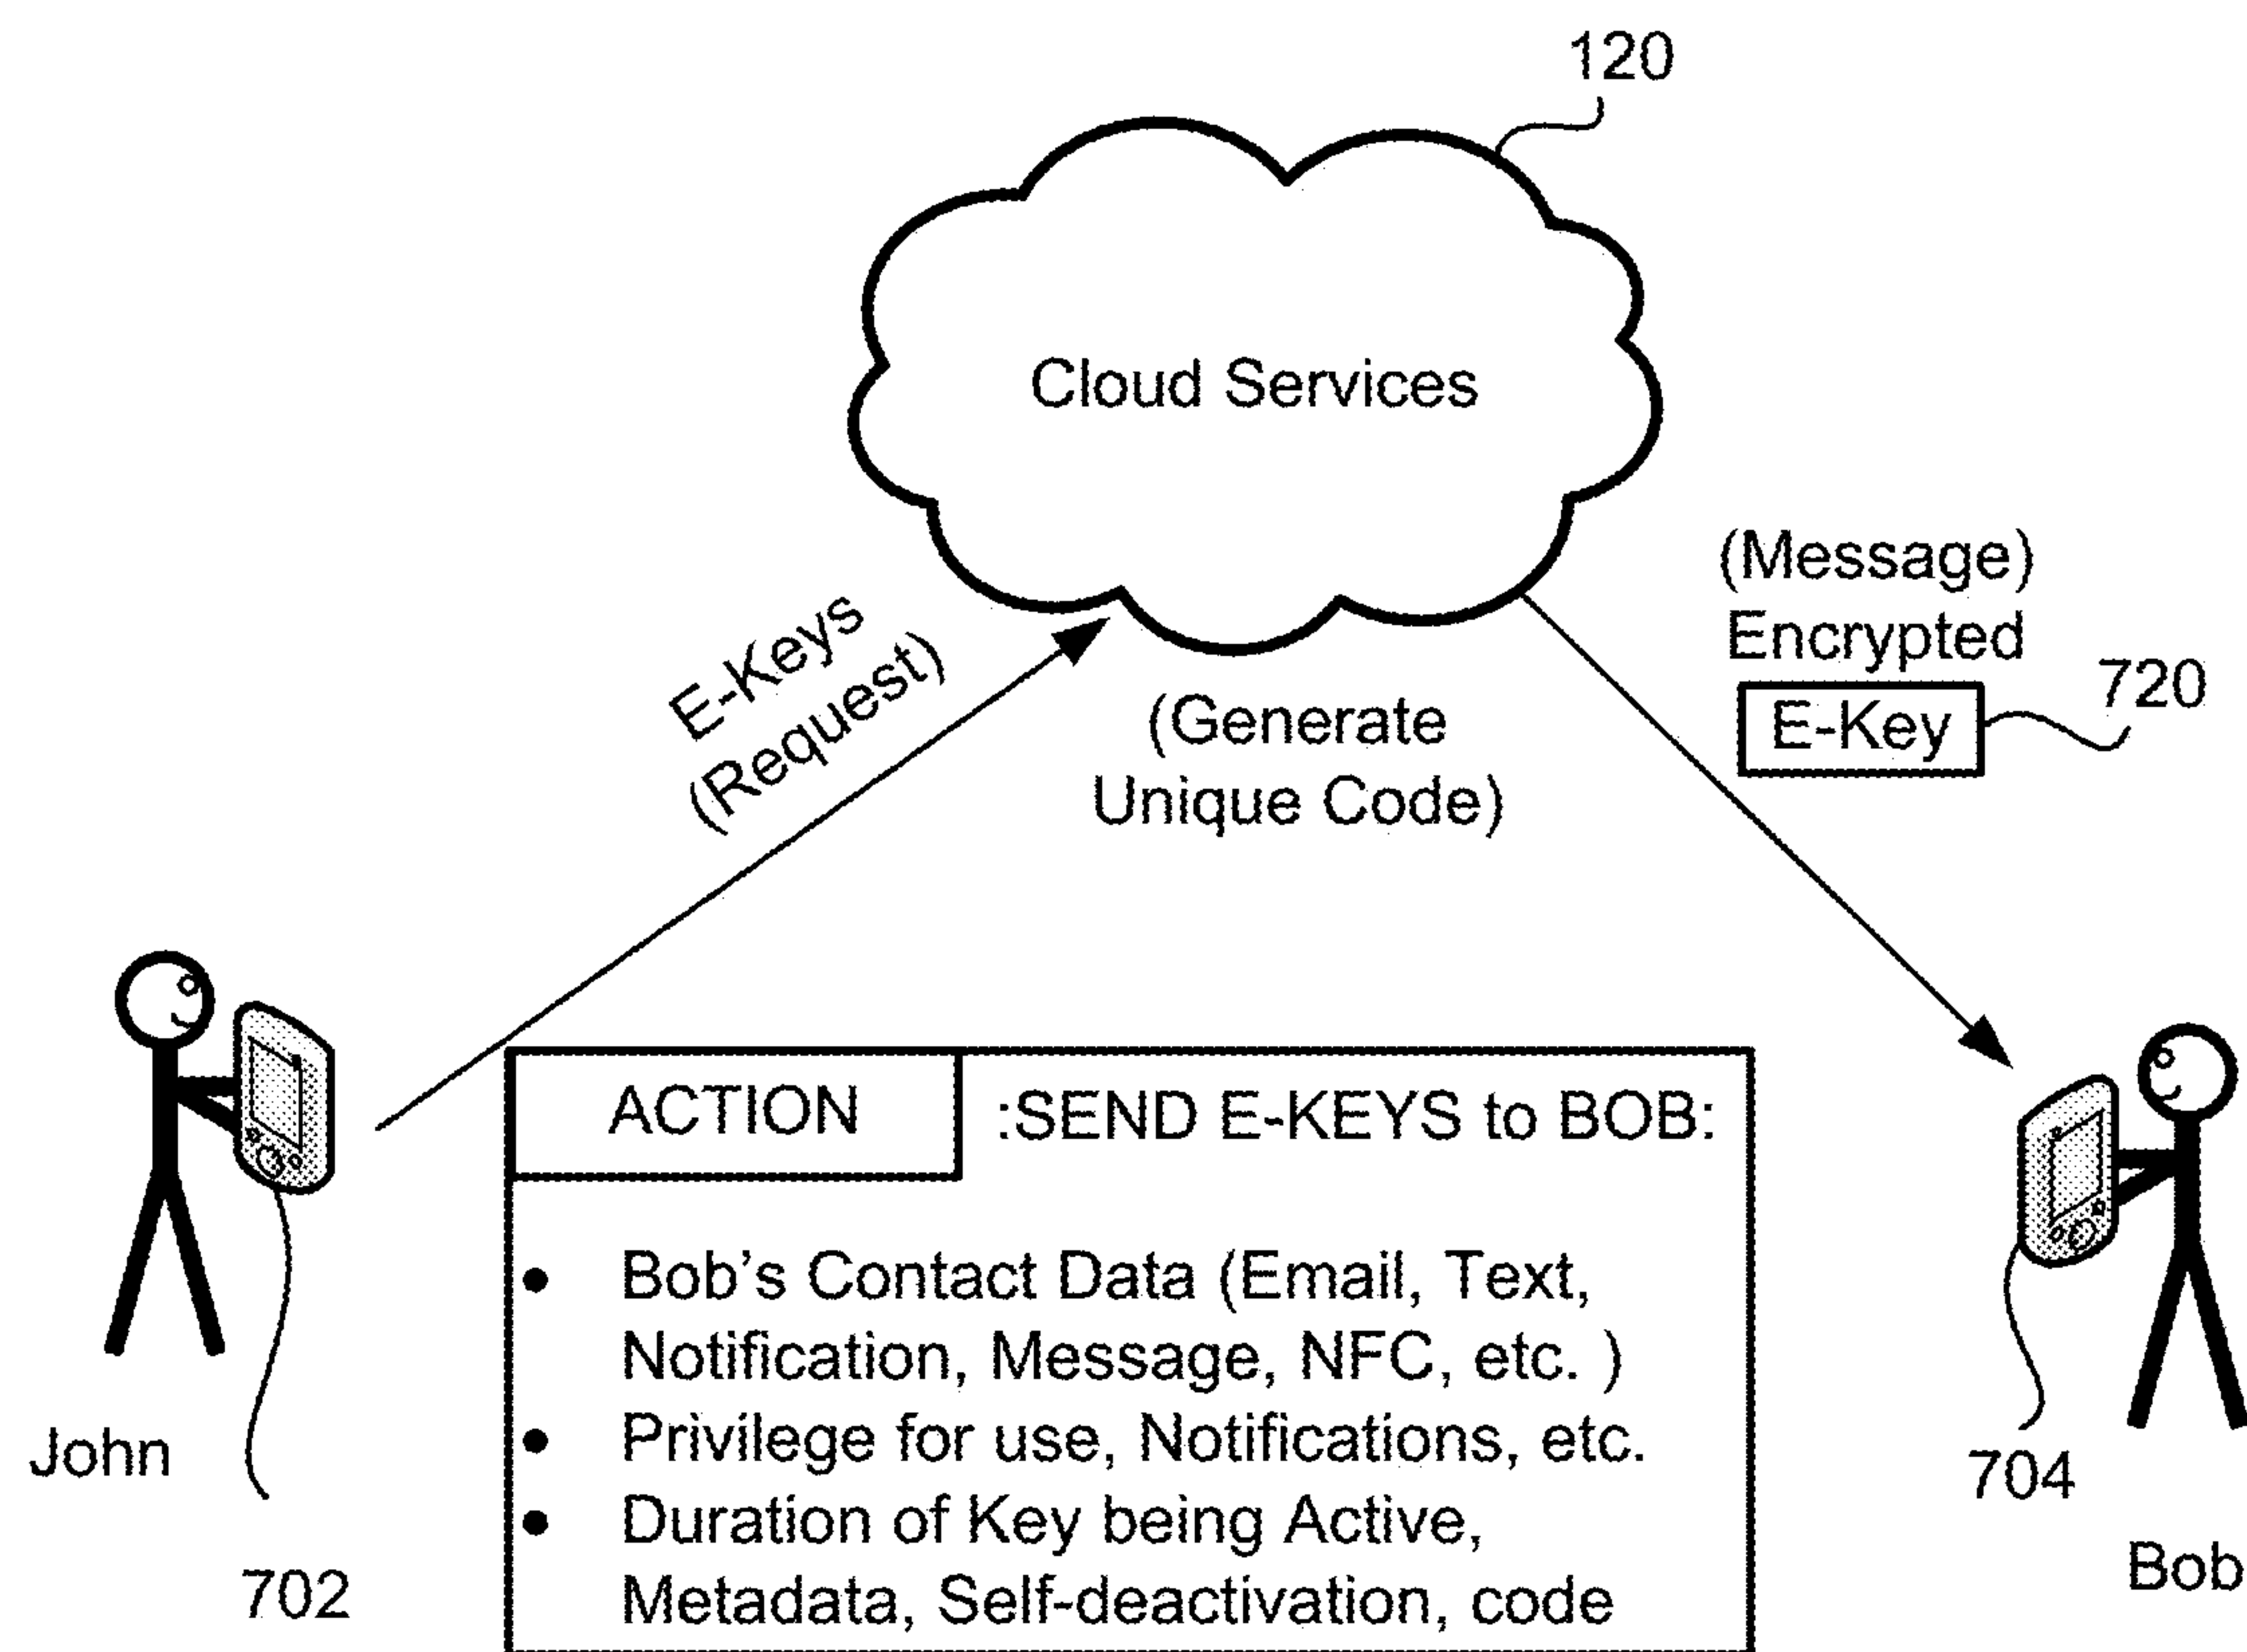 120
Cloud Services
(Message)
Encrypted
E-Key
720
E-Keys
(Request)
(Generate
Unique Code)
ACTION :SEND E-KEYS to BOB:
• Bob's Contact Data (Email, Text,
Notification, Message, NFC, etc. )
• Privilege for use, Notifications, etc.
• Duration of Key being Active,
Metadata, Self-deactivation, code
John
702
704
Bob